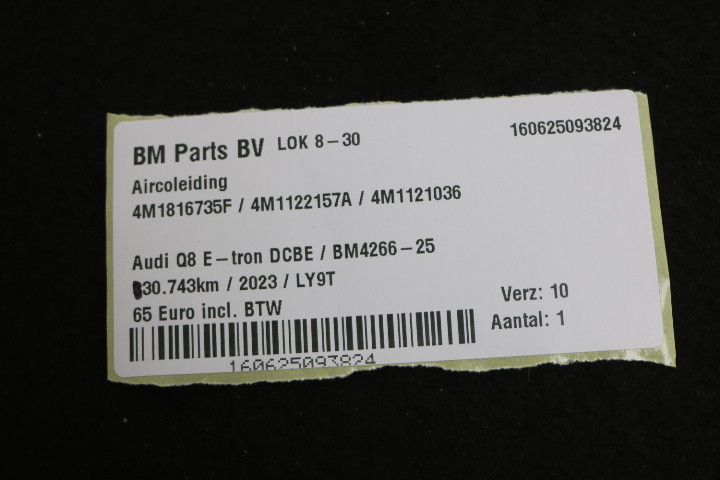 BM Parts BV LOK 8-30
160625093824
Aircoleiding
4M1816735F / 4M1122157A / 4M1121036
Audi Q8 E-tron DCBE / BM4266-25
30.743km / 2023 / LY9T
65 Euro incl. BTW
Verz: 10
Aantal: 1
160625093824